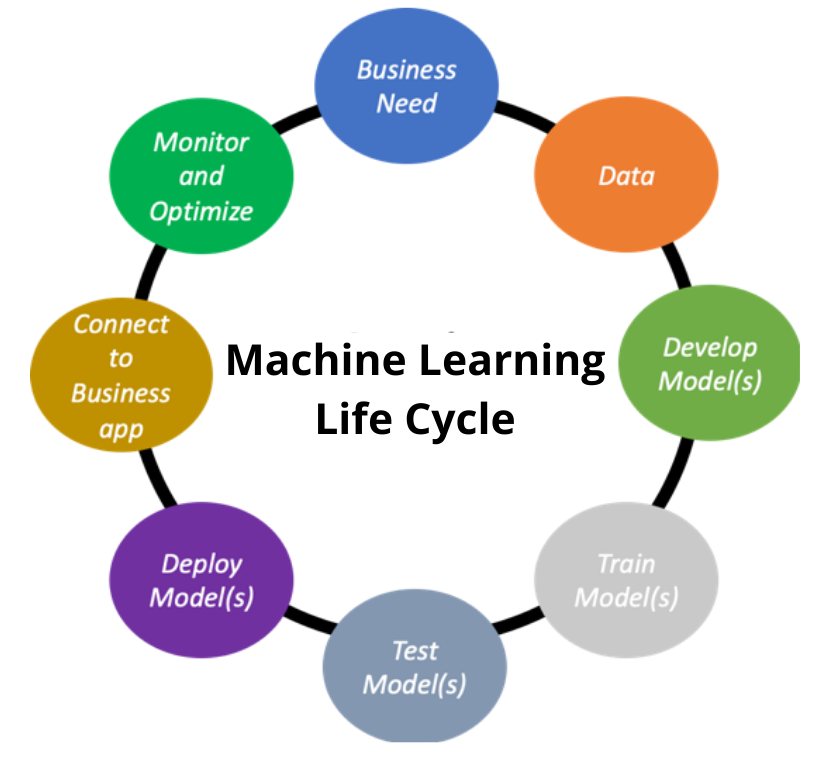 Business
Need
Data
Develop
Model(s)
Train
Model(s)
Test
Model(s)
Deploy
Model(s)
Connect
to
Business
app
Monitor
and
Optimize
Machine Learning
Life Cycle